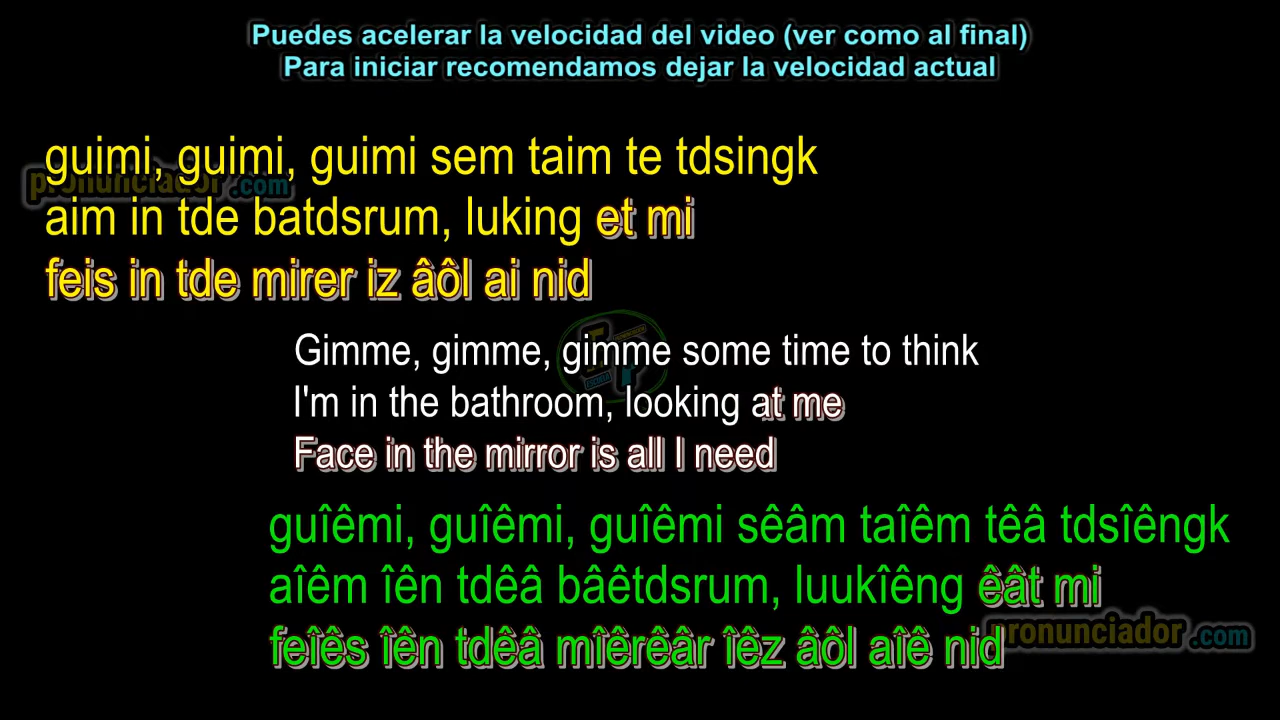 Puedes acelerar la velocidad del video (ver como al final)
Para iniciar recomendamos dejar la velocidad actual
guimi, guimi, guimi sem taim te tdsingk
pronunciador.com
aim in tde batdsrum, luking et mi
feis in tde mirer iz âôl ai nid
Gimme, gimme, gimme some time to think
I'm in the bathroom, looking at me
Face in the mirror is all I need
guîêmi, guîêmi, guîêmi sêâm taîêm têâ tdsîêngk
aîêm îên tdêâ bâêtdsrum, luukîêng êât mi
pronunciador.com
feîês îên tdêâ mîêrêâr îêz âôl aîê nid